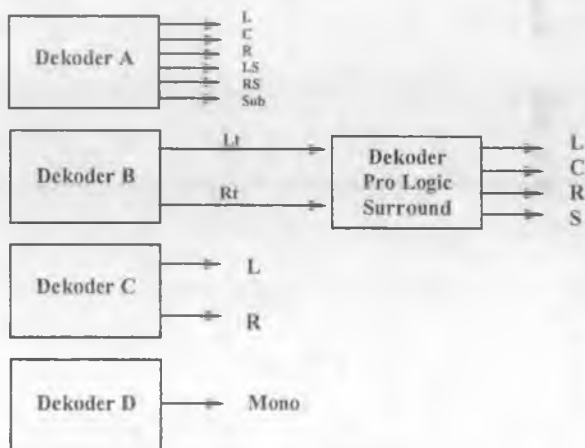 Dekoder A
L
C
R
LS
RS
Sub
Dekoder B
Lt
Rt
Dekoder
Pro Logic
Surround
L
C
R
S
Dekoder C
L
R
Dekoder D
Mono